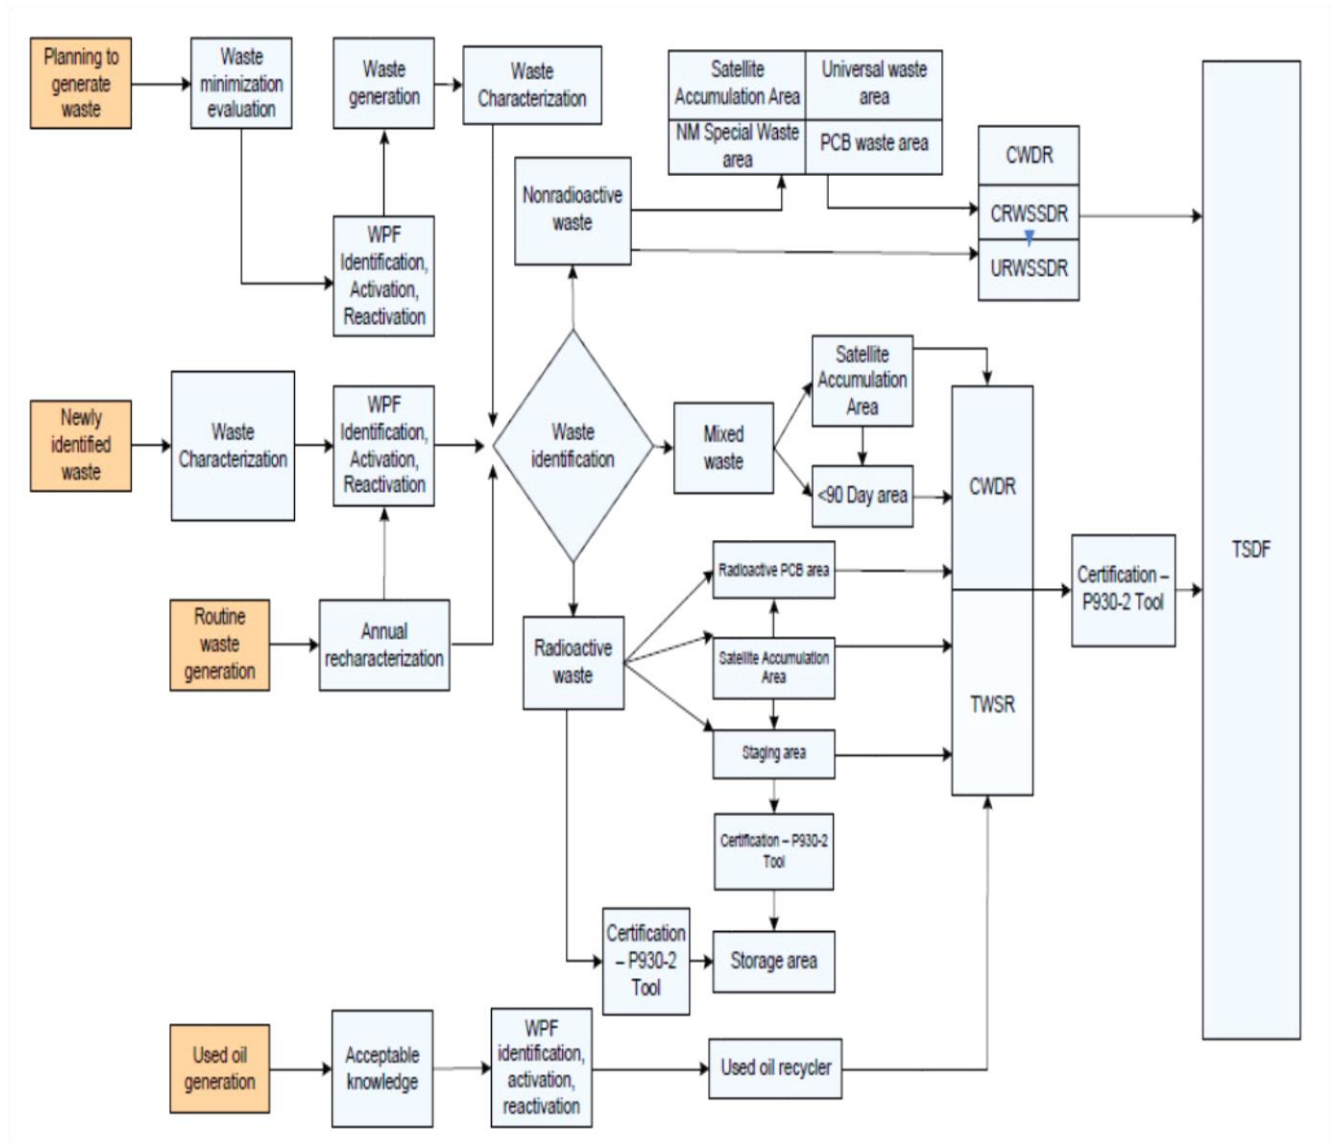 Planning to
generate
waste
Waste
minimization
evaluation
Waste
generation
Waste
Characterization
WPF
Identification,
Activation,
Reactivation
Nonradioactive
waste
Satellite
Accumulation Area
Universal waste
area
NM Special Waste
area
PCB waste area
CWDR
CRWSSDR
URWSSDR
TSDF
Newly
identified
waste
Waste
Characterization
WPF
Identification,
Activation,
Reactivation
Waste
identification
Mixed
waste
Satellite
Accumulation
Area
<90 Day area
CWDR
TWSR
Certification –
P930-2 Tool
Routine
waste
generation
Annual
recharacterization
Radioactive
waste
Radioactive PCB area
Satellite Accumulation
Area
Staging area
Certification – P930-2
Tool
Certification
– P930-2
Tool
Storage area
Used oil
generation
Acceptable
knowledge
WPF
identification,
activation,
reactivation
Used oil recycler